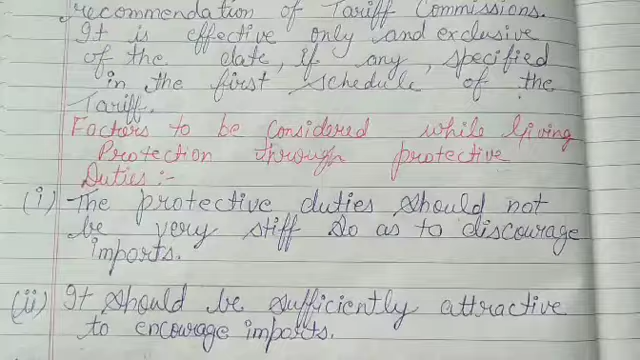 recommendation of Tariff Commissions.
It is effective only and exclusive
of the date, if any, specified
in the first schedule of the
Tariff.
Factors to be Considered while Giving
Protection through protective
Duties :-
(i) The protective duties should not
be very stiff so as to discourage
imports.
(ii) It should be sufficiently attractive
to encourage imports.